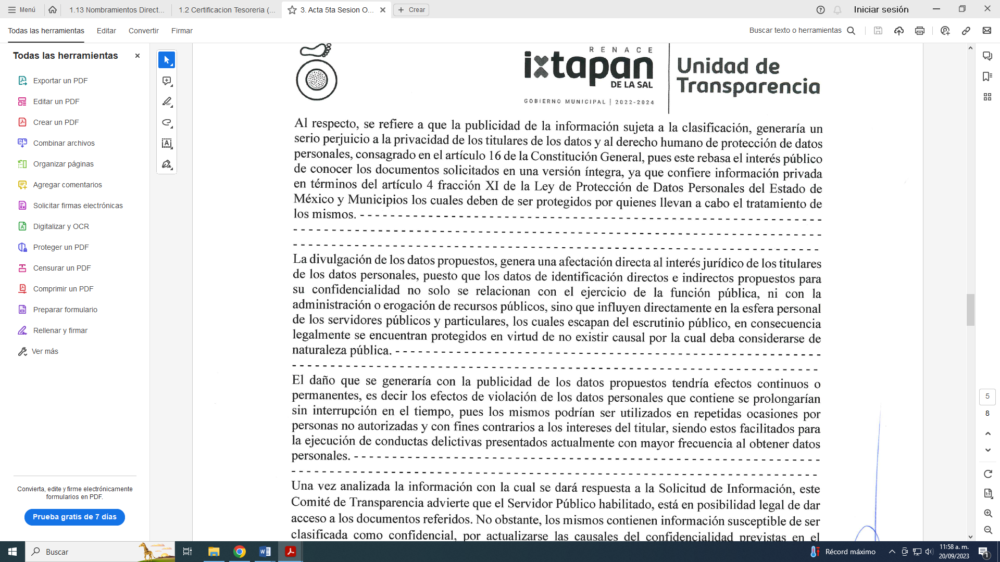 Menú
1.13 Nombramientos Direct...
1.2 Certificacion Tesoreria (...
3. Acta 5ta Sesion O...
Crear
Iniciar sesión
Todas las herramientas
Editar
Convertir
Firmar
Buscar texto o herramientas
Todas las herramientas
Exportar un PDF
Editar un PDF
Crear un PDF
Combinar archivos
Organizar páginas
Agregar comentarios
Solicitar firmas electrónicas
Digitalizar y OCR
Proteger un PDF
Censurar un PDF
Comprimir un PDF
Preparar formulario
Rellenar y firmar
Ver más
Convierta, edite y firme electrónicamente
formularios en PDF.
Prueba gratis de 7 días
RENACE
ixtapan
DE LA SAL
GOBIERNO MUNICIPAL | 2022-2024
Unidad de
Transparencia
Al respecto, se refiere a que la publicidad de la información sujeta a la clasificación, generaría un
serio perjuicio a la privacidad de los titulares de los datos y al derecho humano de protección de datos
personales, consagrado en el artículo 16 de la Constitución General, pues este rebasa el interés público
de conocer los documentos solicitados en una versión íntegra, ya que confiere información privada
en términos del artículo 4 fracción XI de la Ley de Protección de Datos Personales del Estado de
México y Municipios los cuales deben de ser protegidos por quienes llevan a cabo el tratamiento de
los mismos. - - - - - - - - - - - - - - - - - - - - - - - - - - - - - - - - - - - - - - - - - - - - - - - - - - - - - - - - - - - - - - - - - - - - - - - -
- - - - - - - - - - - - - - - - - - - - - - - - - - - - - - - - - - - - - - - - - - - - - - - - - - - - - - - - - - - - - - - - - - - - - - - - - - - - - - - - - -
- - - - - - - - - - - - - - - - - - - - - - - - - - - - - - - - - - - - - - - - - - - - - - - - - - - - - - - - - - - - - - - - - - - - - - - - - - - - - - - - - -
La divulgación de los datos propuestos, genera una afectación directa al interés jurídico de los titulares
de los datos personales, puesto que los datos de identificación directos e indirectos propuestos para
su confidencialidad no solo se relacionan con el ejercicio de la función pública, ni con la
administración o erogación de recursos públicos, sino que influyen directamente en la esfera personal
de los servidores públicos y particulares, los cuales escapan del escrutinio público, en consecuencia
legalmente se encuentran protegidos en virtud de no existir causal por la cual deba considerarse de
naturaleza pública. - - - - - - - - - - - - - - - - - - - - - - - - - - - - - - - - - - - - - - - - - - - - - - - - - - - - - - - - - - - - - - - - - -
- - - - - - - - - - - - - - - - - - - - - - - - - - - - - - - - - - - - - - - - - - - - - - - - - - - - - - - - - - - - - - - - - - - - - - - - - - - - - - - - - -
El daño que se generaría con la publicidad de los datos propuestos tendría efectos continuos o
permanentes, es decir los efectos de violación de los datos personales que contiene se prolongarían
sin interrupción en el tiempo, pues los mismos podrían ser utilizados en repetidas ocasiones por
personas no autorizadas y con fines contrarios a los intereses del titular, siendo estos facilitados para
la ejecución de conductas delictivas presentados actualmente con mayor frecuencia al obtener datos
personales. - - - - - - - - - - - - - - - - - - - - - - - - - - - - - - - - - - - - - - - - - - - - - - - - - - - - - - - - - - - - - - - - - - - - - - - -
- - - - - - - - - - - - - - - - - - - - - - - - - - - - - - - - - - - - - - - - - - - - - - - - - - - - - - - - - - - - - - - - - - - - - - - - - - - - - - - - - -
Una vez analizada la información con la cual se dará respuesta a la Solicitud de Información, este
Comité de Transparencia advierte que el Servidor Público habilitado, está en posibilidad legal de dar
acceso a los documentos referidos. No obstante, los mismos contienen información susceptible de ser
clasificada como confidencial, por actualizarse las causales del confidencialidad previstas en el
5
8
Buscar
Récord máximo
11:58 a. m.
20/09/2023
1